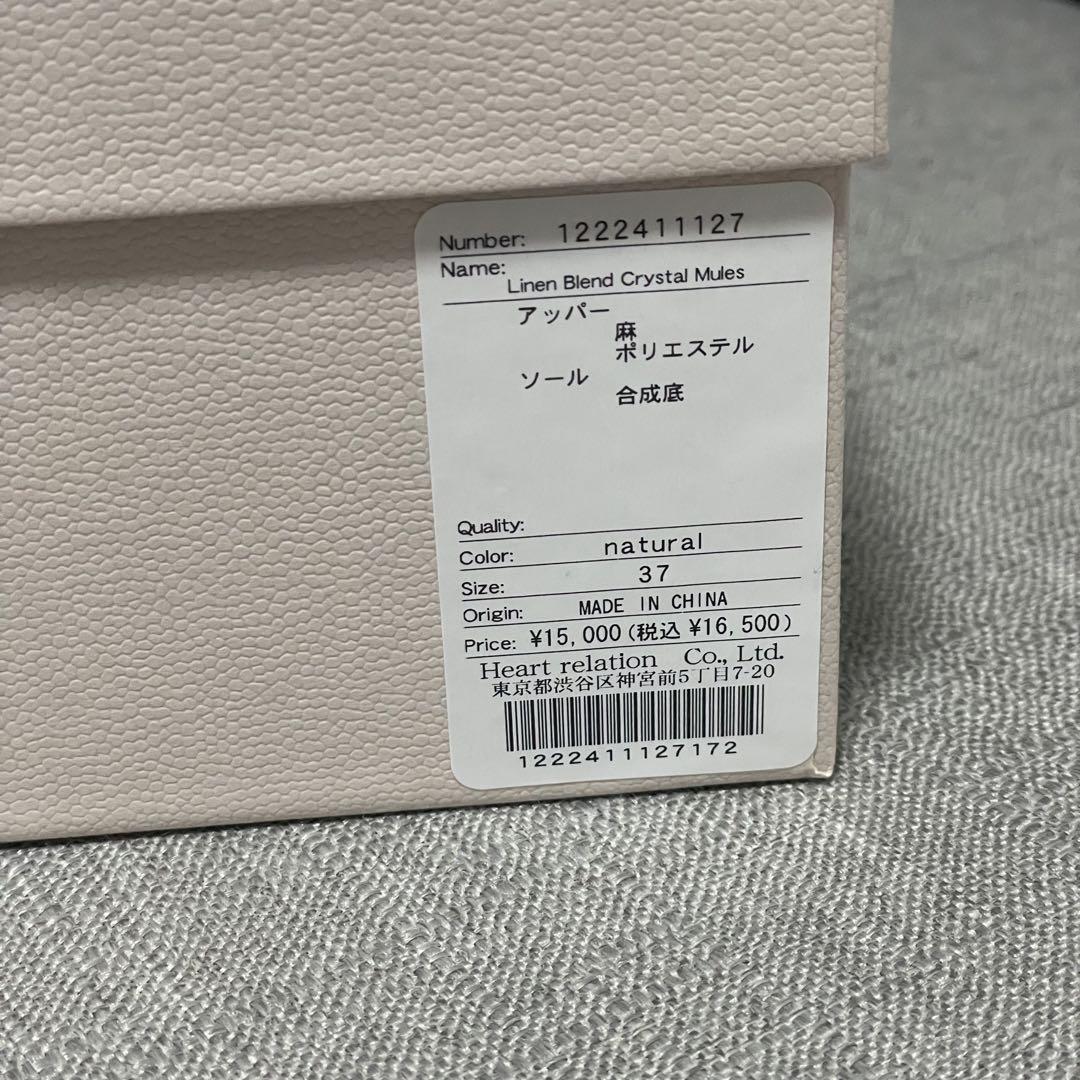 Number: 1222411127
Name: Linen Blend Crystal Mules
アッパー
麻
ポリエステル
ソール
合成底
Quality:
Color: natural
Size: 37
Origin: MADE IN CHINA
Price: ¥15,000(税込 ¥16,500)
Heart relation Co., Ltd.
東京都渋谷区神宮前5丁目7-20
1222411127172